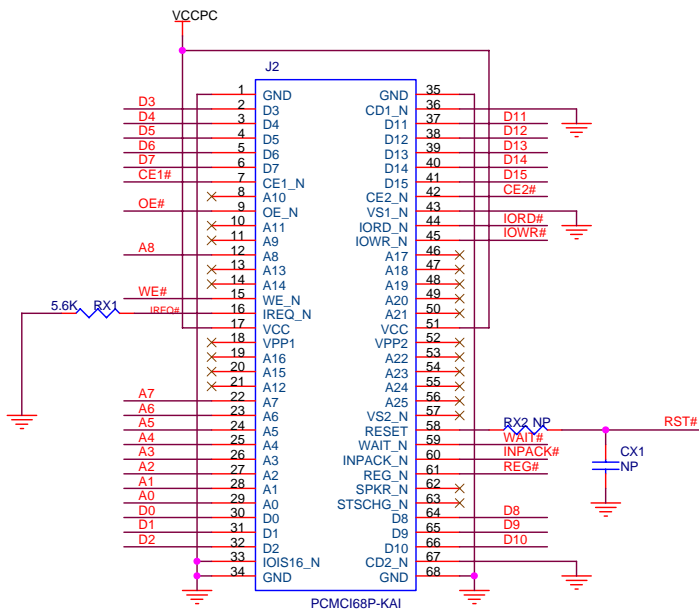 VCCPC
J2
1 GND GND 35
D3 2 D3 CD1_N 36
D4 3 D4 D11 37 D11
D5 4 D5 D12 38 D12
D6 5 D6 D13 39 D13
D7 6 D7 D14 40 D14
CE1# 7 CE1_N D15 41 D15
8 A10 CE2_N 42 CE2#
OE# 9 OE_N VS1_N 43
10 A11 IORD_N 44 IORD#
11 A9 IOWR_N 45 IOWR#
A8 12 A8 A17 46
13 A13 A18 47
14 A14 A19 48
WE# 15 WE_N A20 49
5.6K RX1 IREQ# 16 IREQ_N A21 50
17 VCC VCC 51
18 VPP1 VPP2 52
19 A16 A22 53
20 A15 A23 54
21 A12 A24 55
A7 22 A7 A25 56
A6 23 A6 VS2_N 57
A5 24 A5 RESET 58 RX2 NP RST#
A4 25 A4 WAIT_N 59 WAIT#
A3 26 A3 INPACK_N 60 INPACK# CX1
A2 27 A2 REG_N 61 REG# NP
A1 28 A1 SPKR_N 62
A0 29 A0 STSCHG_N 63
D0 30 D0 D8 64 D8
D1 31 D1 D9 65 D9
D2 32 D2 D10 66 D10
33 IOIS16_N CD2_N 67
34 GND GND 68
PCMCI68P-KAI